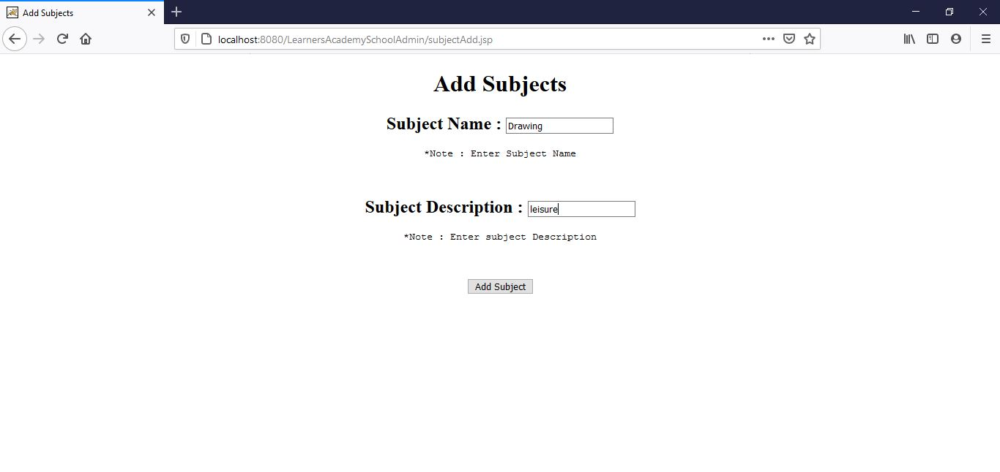 Add Subjects
localhost:8080/LearnersAcademySchoolAdmin/subjectAdd.jsp
Add Subjects
Subject Name : Drawing
*Note : Enter Subject Name
Subject Description : leisure
*Note : Enter subject Description
Add Subject